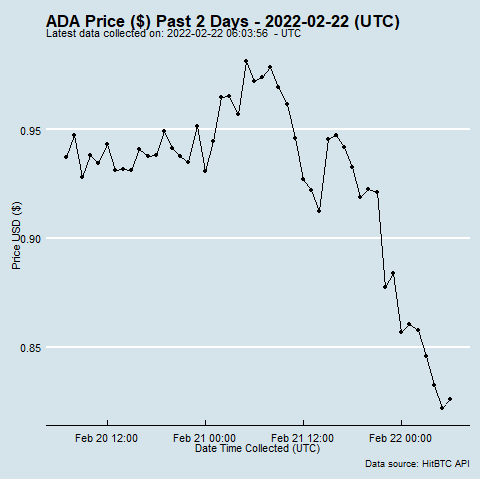 ADA Price ($) Past 2 Days - 2022-02-22 (UTC)
Latest data collected on: 2022-02-22 06:03:56 - UTC
0.95
0.90
0.85
Price USD ($)
Feb 20 12:00
Feb 21 00:00
Feb 21 12:00
Feb 22 00:00
Date Time Collected (UTC)
Data source: HitBTC API